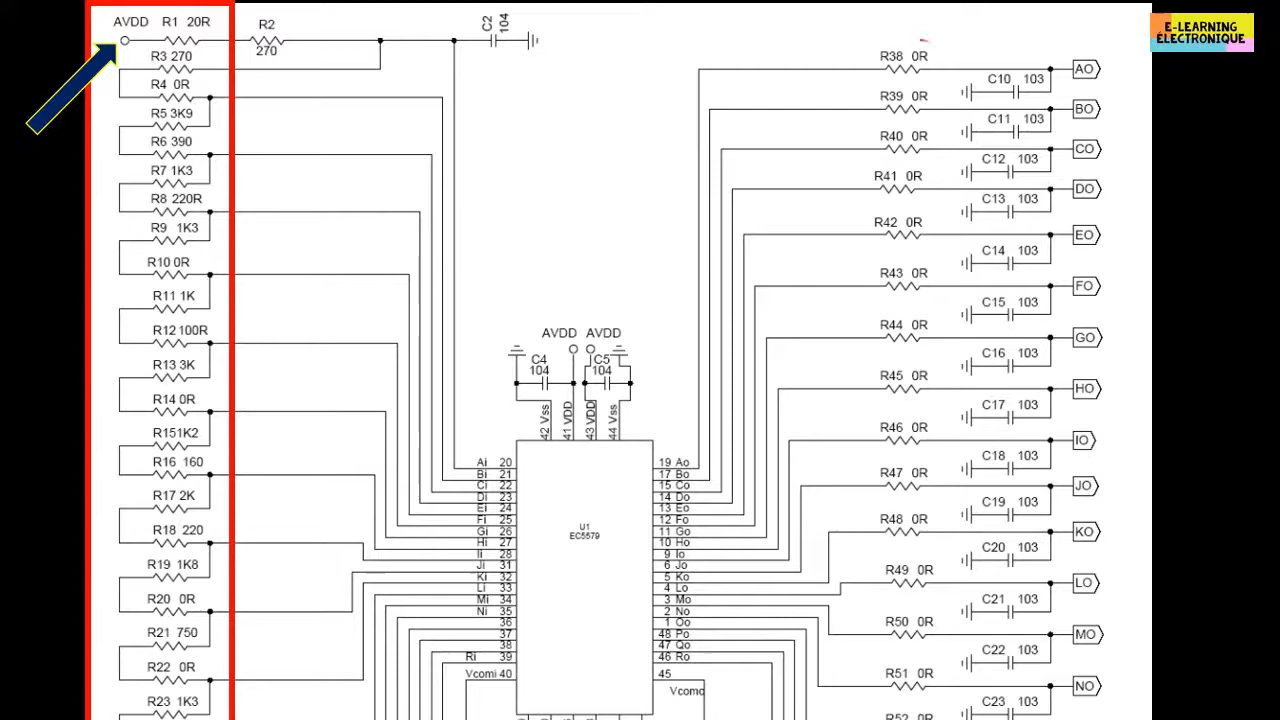 AVDD R1 20R R2
270
C2 104
R3 270
R4 0R
R5 3K9
R6 390
R7 1K3
R8 220R
R9 1K3
R10 0R
R11 1K
R12 100R
R13 3K
R14 0R
R15 1K2
R16 160
R17 2K
R18 220
R19 1K8
R20 0R
R21 750
R22 0R
R23 1K3
AVDD AVDD
C4 C5
104 104
42 Vss 41 VDD 43 VDD 44 Vss
Ai 20
Bi 21
Ci 22
Di 23
Ei 24
Fi 25
Gi 26
Hi 27
Ii 28
Ji 31
Ki 32
Li 33
Mi 34
Ni 35
36
37
38
Ri 39
Vcomi 40
U1
EC5579
19 Ao
17 Bo
15 Co
14 Do
13 Eo
12 Fo
11 Go
10 Ho
9 Io
6 Jo
5 Ko
4 Lo
3 Mo
2 No
1 Oo
48 Po
47 Qo
46 Ro
45
Vcomo
R38 0R
C10 103 AO
R39 0R
C11 103 BO
R40 0R
C12 103 CO
R41 0R
C13 103 DO
R42 0R
C14 103 EO
R43 0R
C15 103 FO
R44 0R
C16 103 GO
R45 0R
C17 103 HO
R46 0R
C18 103 IO
R47 0R
C19 103 JO
R48 0R
C20 103 KO
R49 0R
C21 103 LO
R50 0R
C22 103 MO
R51 0R
C23 103 NO
E-LEARNING
ÉLECTRONIQUE